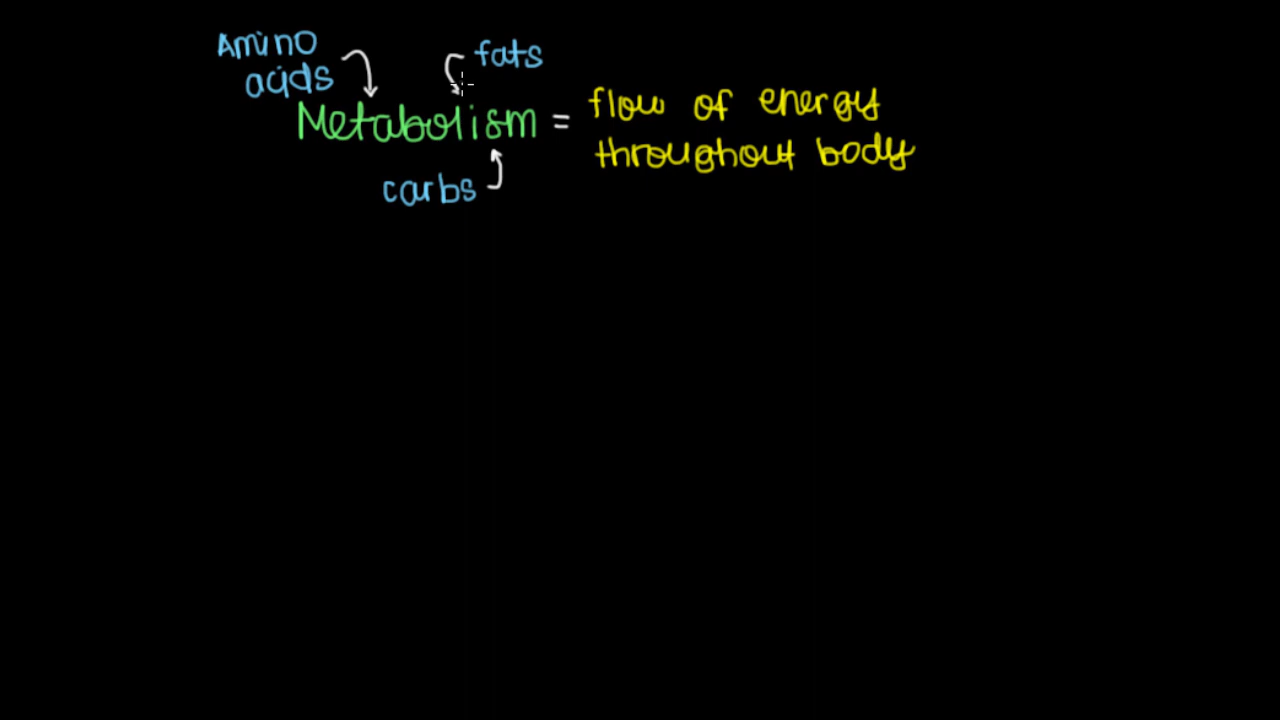 Amino
acids
fats
Metabolism = flow of energy
throughout body
carbs